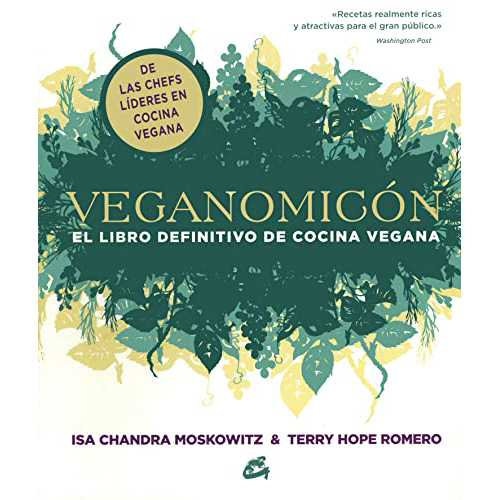 «Recetas realmente ricas
y atractivas para el gran público.»
Washington Post
DE
LAS CHEFS
LÍDERES EN
COCINA
VEGANA
VEGANOMICÓN
EL LIBRO DEFINITIVO DE COCINA VEGANA
ISA CHANDRA MOSKOWITZ & TERRY HOPE ROMERO